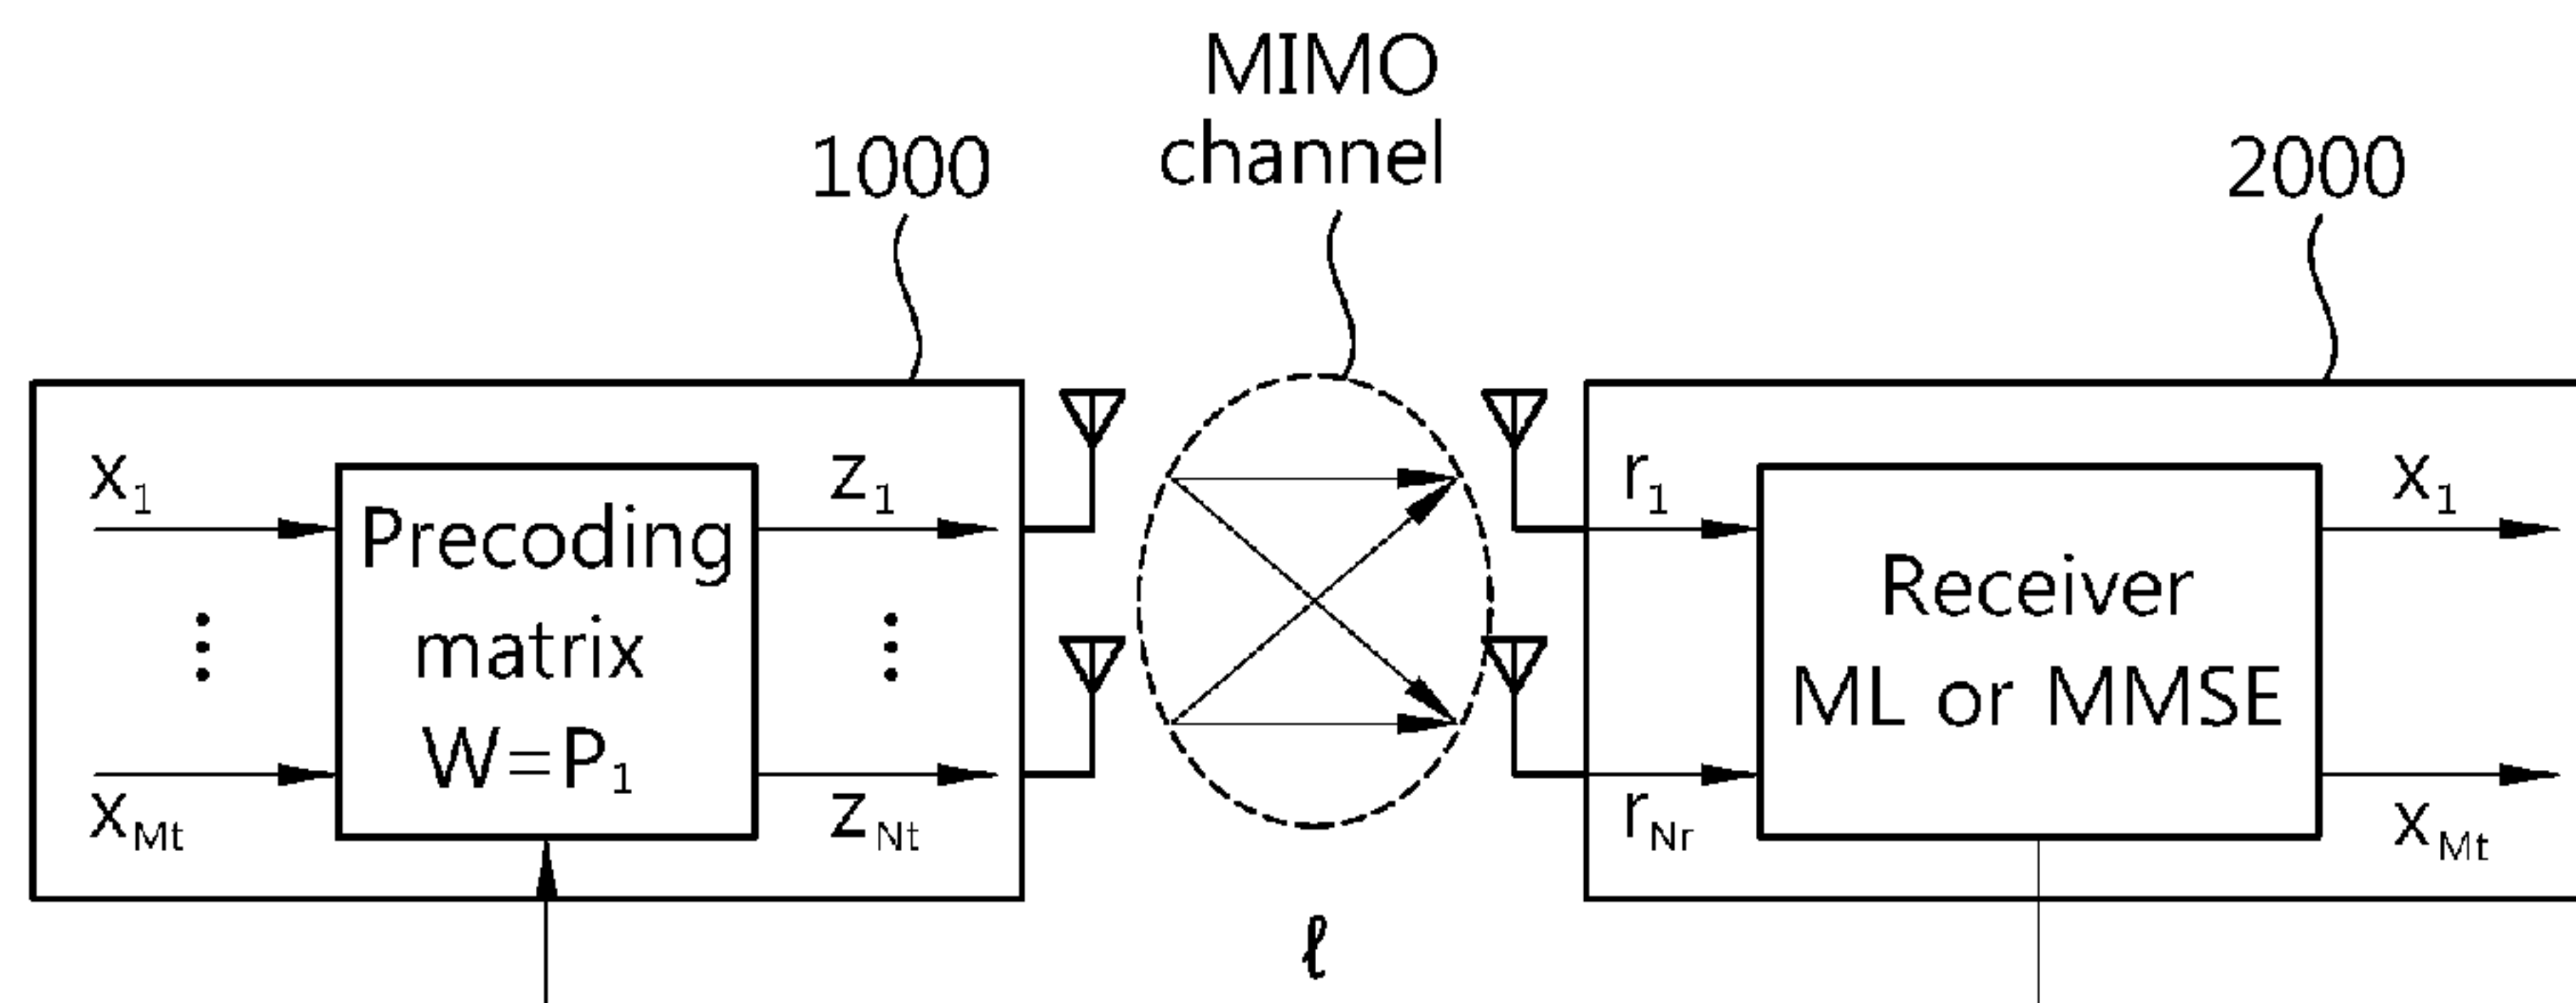 MIMO
channel
1000
2000
x₁
Precoding
matrix
W=P₁
xMt
z₁
zNt
r₁
rNr
Receiver
ML or MMSE
x₁
xMt
ℓ